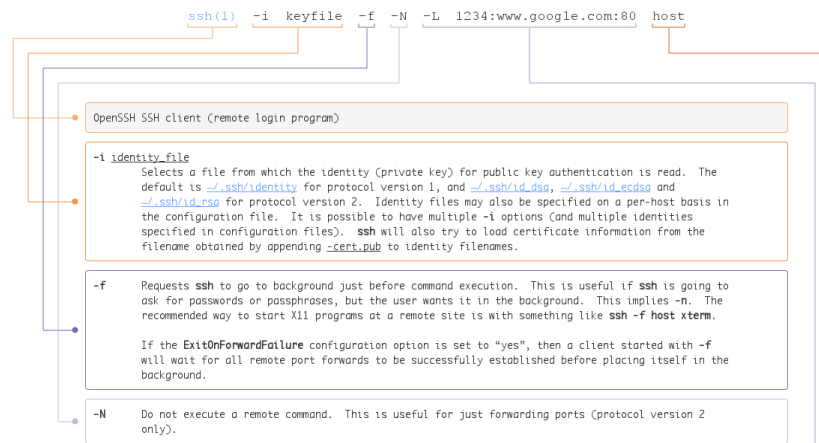 ssh(1) -i keyfile -f -N -L 1234:www.google.com:80 host
OpenSSH SSH client (remote login program)
-i identity_file
Selects a file from which the identity (private key) for public key authentication is read. The
default is ~/.ssh/identity for protocol version 1, and ~/.ssh/id_dsa, ~/.ssh/id_ecdsa and
~/.ssh/id_rsa for protocol version 2. Identity files may also be specified on a per-host basis in
the configuration file. It is possible to have multiple -i options (and multiple identities
specified in configuration files). ssh will also try to load certificate information from the
filename obtained by appending -cert.pub to identity filenames.
-f Requests ssh to go to background just before command execution. This is useful if ssh is going to
ask for passwords or passphrases, but the user wants it in the background. This implies -n. The
recommended way to start X11 programs at a remote site is with something like ssh -f host xterm.
If the ExitOnForwardFailure configuration option is set to “yes”, then a client started with -f
will wait for all remote port forwards to be successfully established before placing itself in the
background.
-N Do not execute a remote command. This is useful for just forwarding ports (protocol version 2
only).